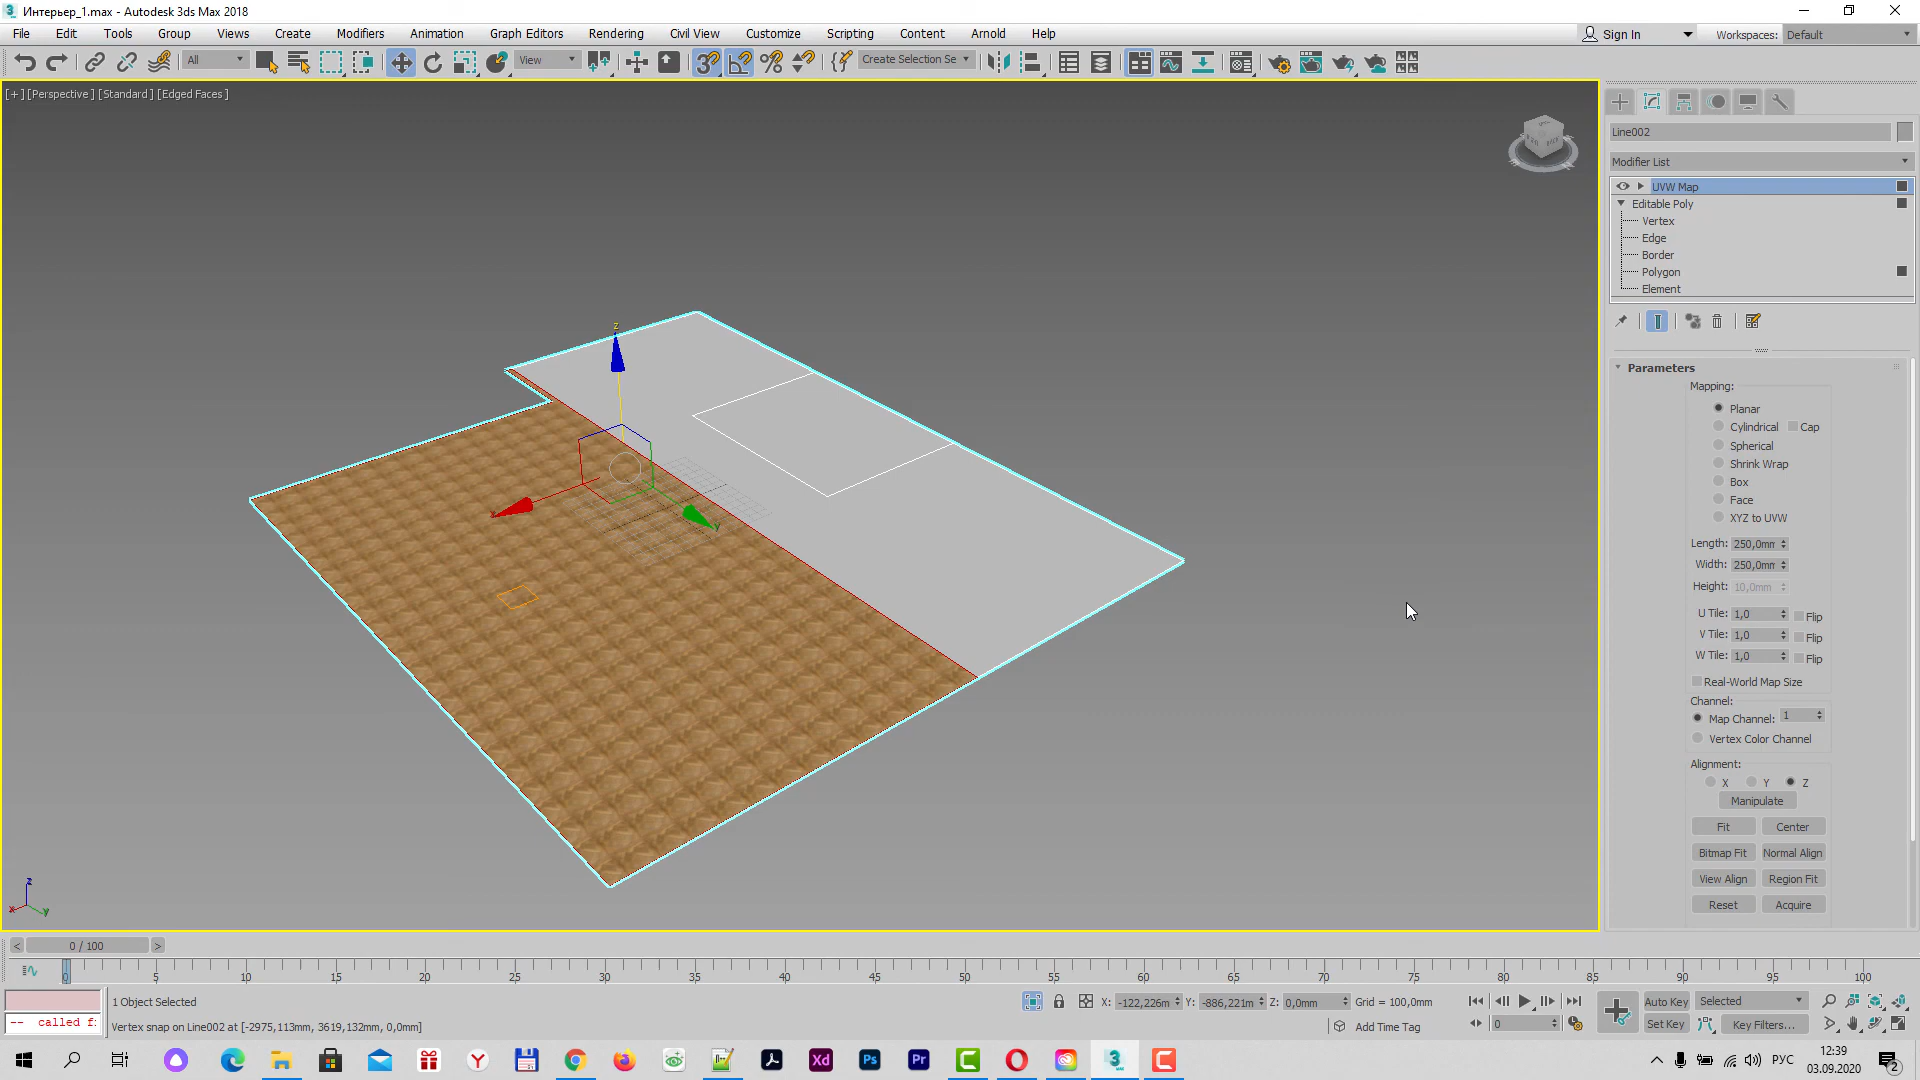 Интерьер_1.max - Autodesk 3ds Max 2018
File Edit Tools Group Views Create Modifiers Animation Graph Editors Rendering Civil View Customize Scripting Content Arnold Help Sign In Workspaces: Default
All View Create Selection Se
[+] [Perspective ] [Standard ] [Edged Faces ]
Line002
Modifier List
UVW Map
Editable Poly
Vertex
Edge
Border
Polygon
Element
Parameters
Mapping:
Planar
Cylindrical Cap
Spherical
Shrink Wrap
Box
Face
XYZ to UVW
Length: 250,0mm
Width: 250,0mm
Height: 10,0mm
U Tile: 1,0 Flip
V Tile: 1,0 Flip
W Tile: 1,0 Flip
Real-World Map Size
Channel:
Map Channel: 1
Vertex Color Channel
Alignment:
X Y Z
Manipulate
Fit Center
Bitmap Fit Normal Align
View Align Region Fit
Reset Acquire
z
x
y
z
x
y
< 0 / 100 >
0 5 10 15 20 25 30 35 40 45 50 55 60 65 70 75 80 85 90 95 100
1 Object Selected X: -122,226m Y: -886,221m Z: 0,0mm Grid = 100,0mm Auto Key Selected
-- called f: Vertex snap on Line002 at [-2975,113mm, 3619,132mm, 0,0mm] Add Time Tag 0 Set Key Key Filters...
Xd Ps Pr 3 РУС 12:39
03.09.2020 2